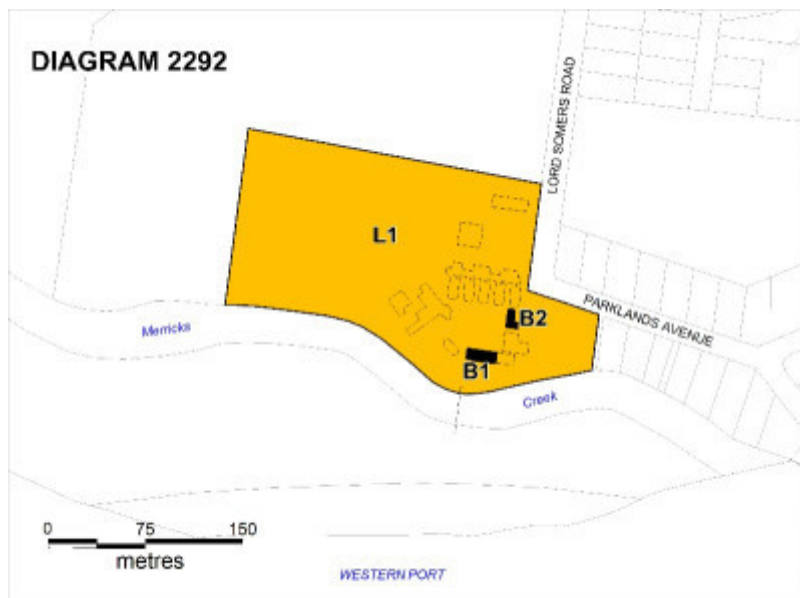 DIAGRAM 2292
LORD SOMERS ROAD
L1
PARKLANDS AVENUE
B2
Merricks
B1
Creek
0 75 150
metres
WESTERN PORT